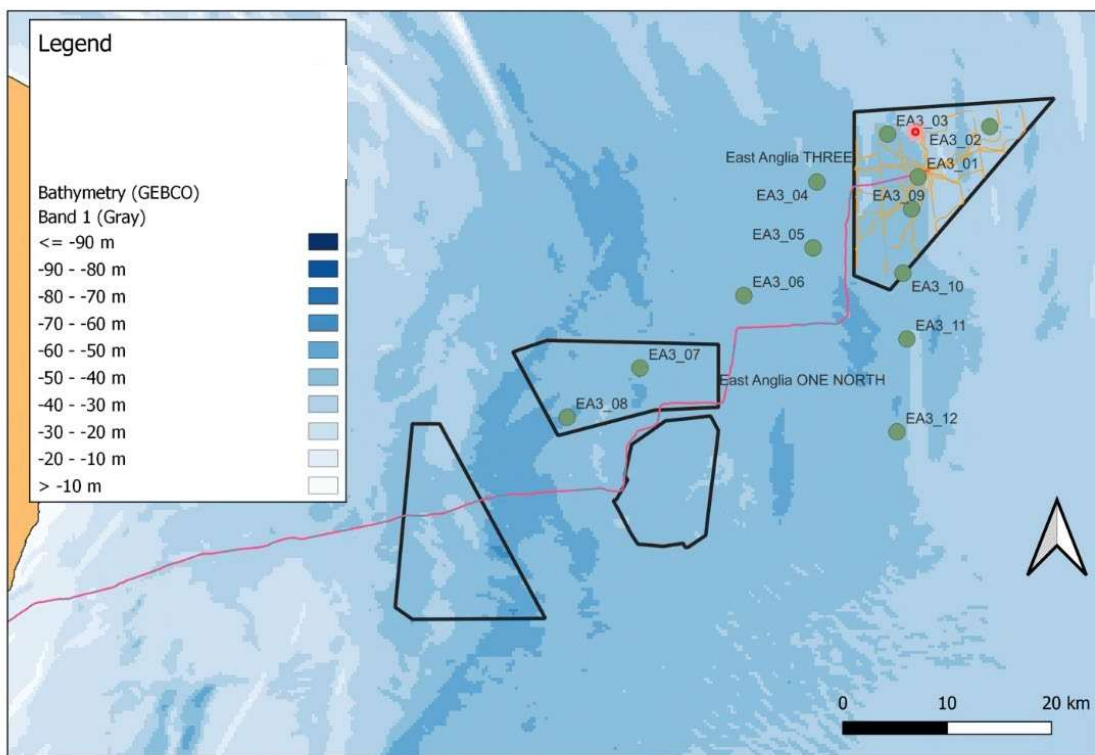 Legend
Bathymetry (GEBCO)
Band 1 (Gray)
<= -90 m
-90 - -80 m
-80 - -70 m
-70 - -60 m
-60 - -50 m
-50 - -40 m
-40 - -30 m
-30 - -20 m
-20 - -10 m
> -10 m
EA3_03
EA3_02
East Anglia THREE
EA3_01
EA3_04
EA3_09
EA3_05
EA3_06
EA3_10
EA3_11
EA3_07
East Anglia ONE NORTH
EA3_08
EA3_12
0 10 20 km